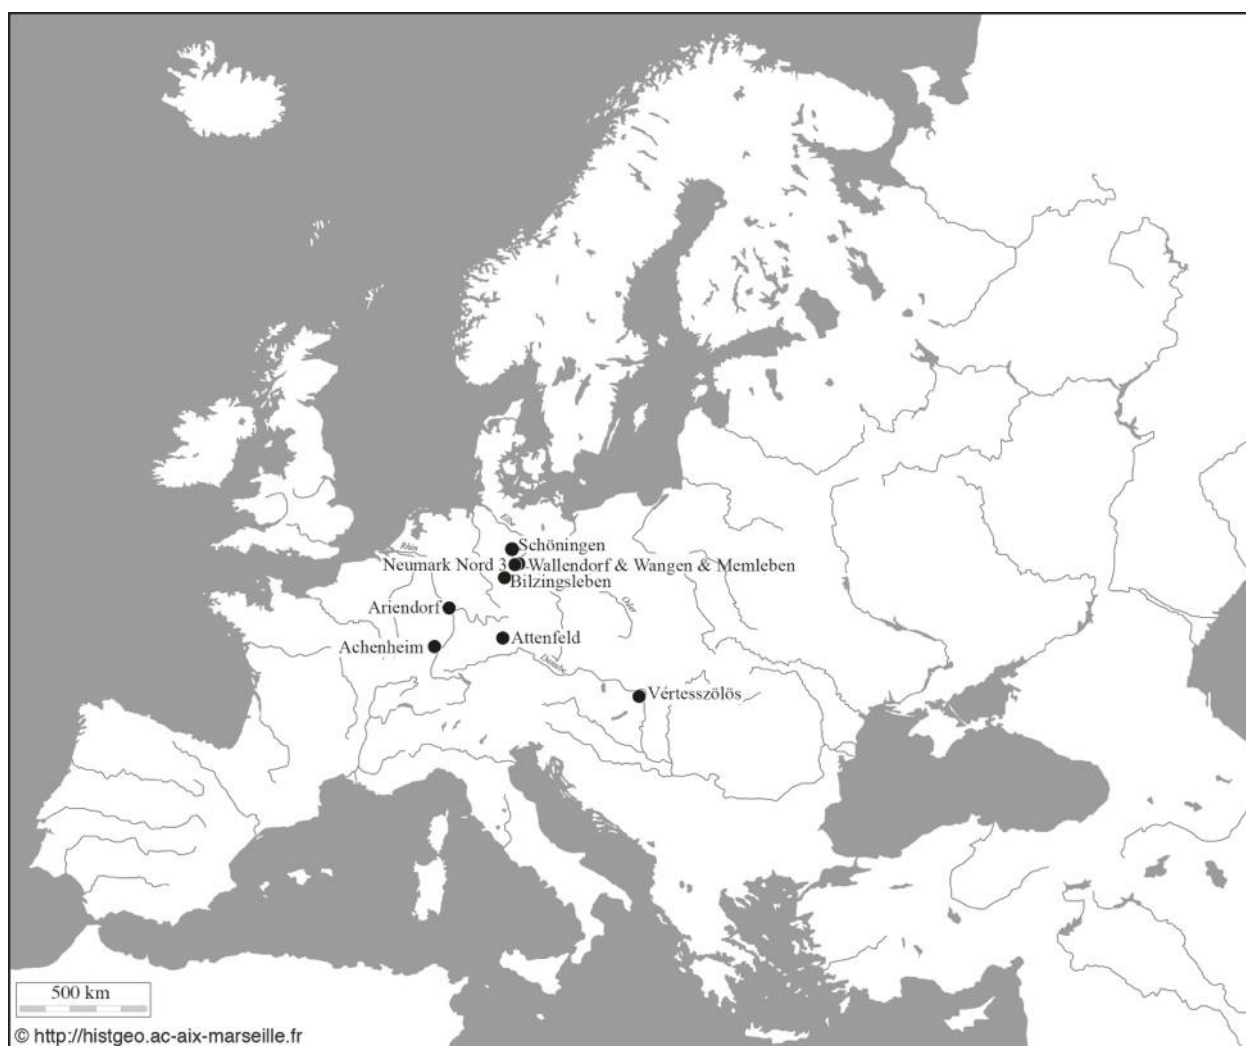 Elbe
Rhin
Schöningen
Neumark Nord 3
Wallendorf & Wangen & Memleben
Bilzingsleben
Ariendorf
Oder
Achenheim
Attenfeld
Danube
Vértesszölös
500 km
© http://histgeo.ac-aix-marseille.fr